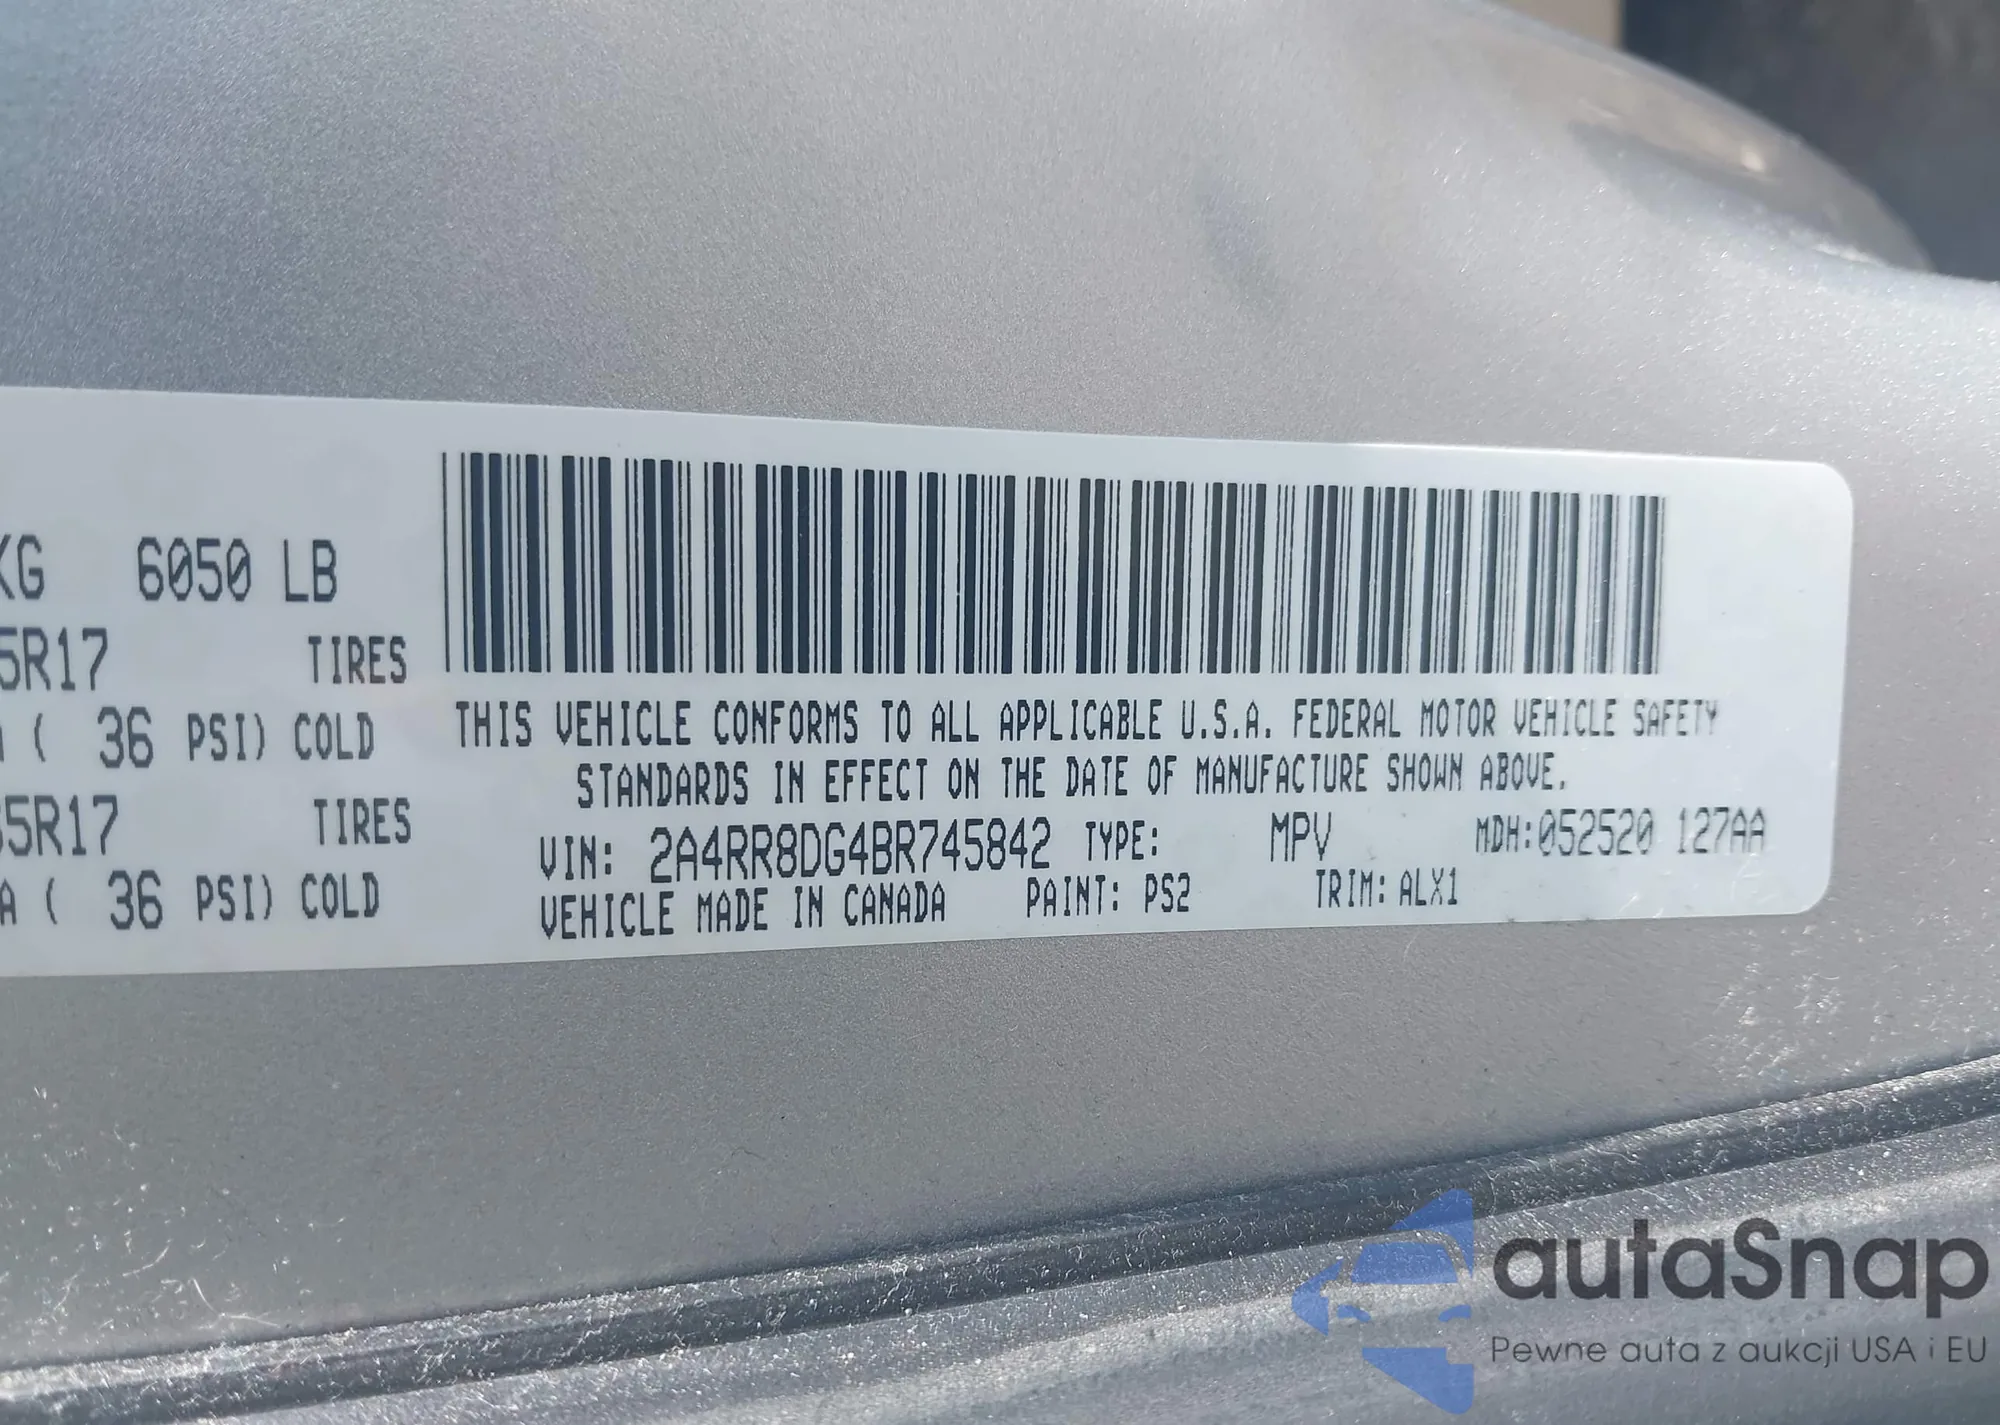 KG 6050 LB
5R17 TIRES
( 36 PSI) COLD
65R17 TIRES
A ( 36 PSI) COLD
THIS VEHICLE CONFORMS TO ALL APPLICABLE U.S.A. FEDERAL MOTOR VEHICLE SAFETY
STANDARDS IN EFFECT ON THE DATE OF MANUFACTURE SHOWN ABOVE.
VIN: 2A4RR8DG4BR745842 TYPE: MPV MDH:052520 127AA
VEHICLE MADE IN CANADA PAINT: PS2 TRIM: ALX1
autaSnap
Pewne auta z aukcji USA i EU